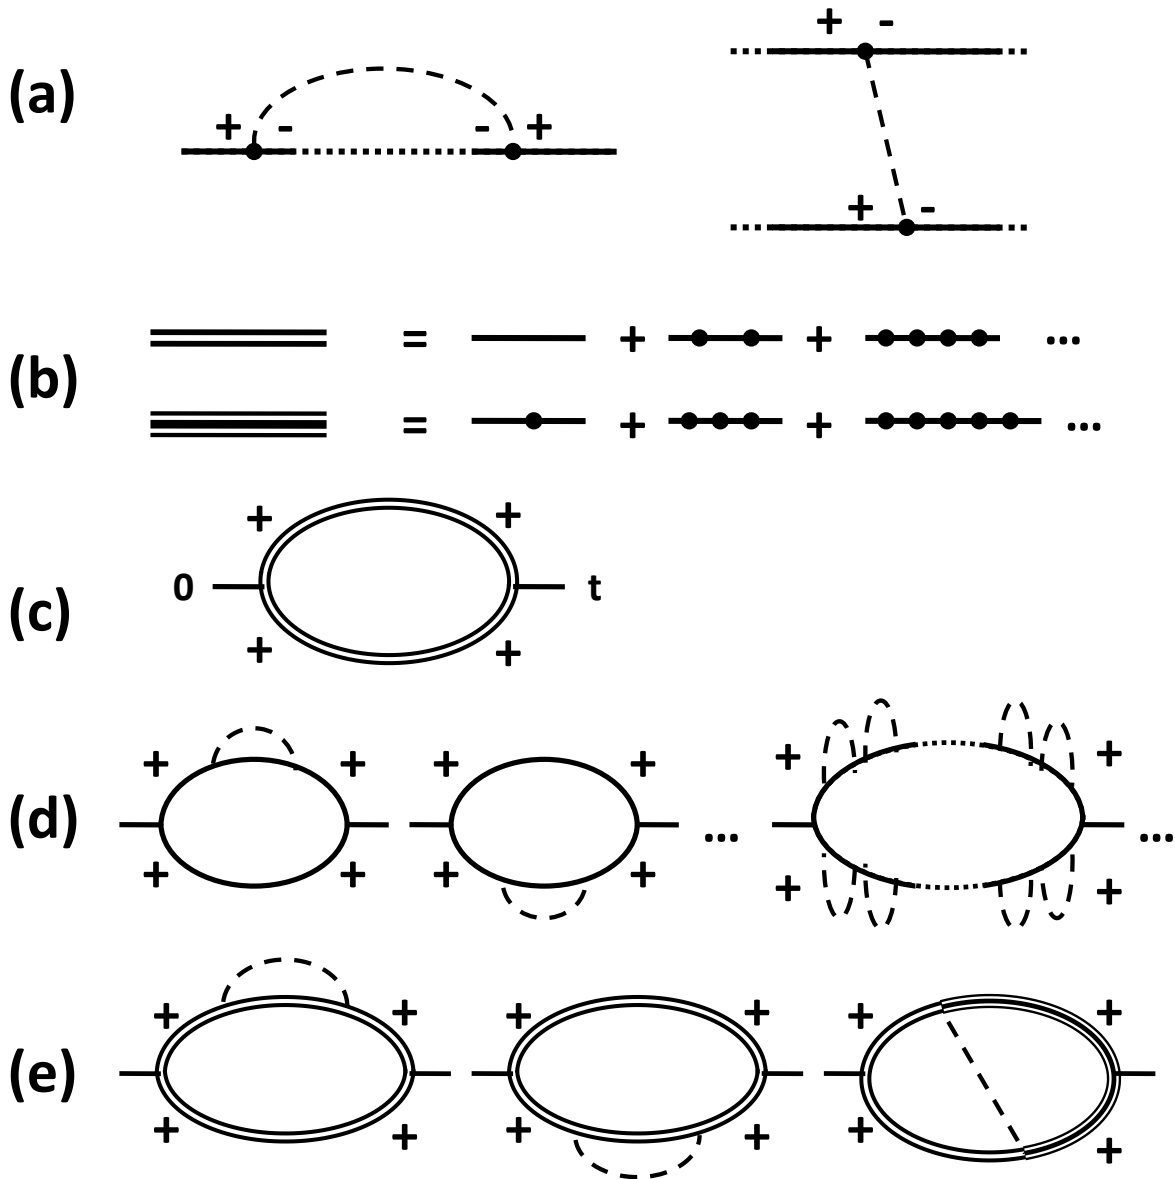 + -
(a)
+ - - +
+ -
(b)
= + + ...
= + + ...
+ +
0 t
(c)
+ +
+ + + + + +
(d) ... ...
+ + + + + +
+ + + + + +
(e)
+ + + + + +